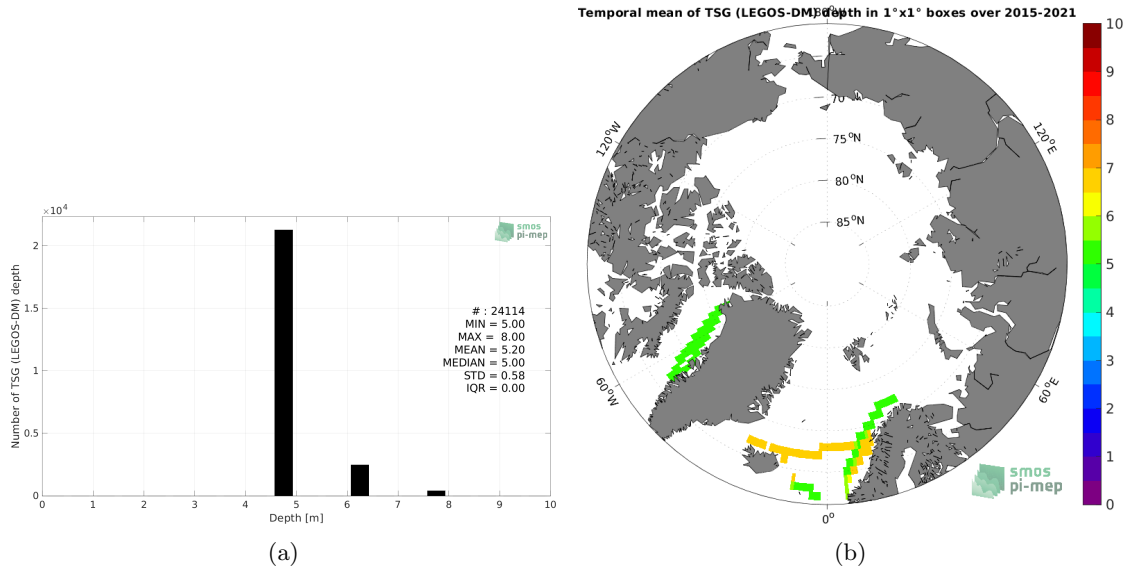 ×10⁴
2
1.5
1
0.5
0
Number of TSG (LEGOS-DM) depth
smos
pi-mep
# : 24114
MIN = 5.00
MAX = 8.00
MEAN = 5.20
MEDIAN = 5.00
STD = 0.58
IQR = 0.00
0 1 2 3 4 5 6 7 8 9 10
Depth [m]
(a)
Temporal mean of TSG (LEGOS-DM) depth in 1°x1° boxes over 2015-2021
120°W
120°E
75°N
80°N
85°N
60°W
60°E
0°
smos
pi-mep
10
9
8
7
6
5
4
3
2
1
0
(b)